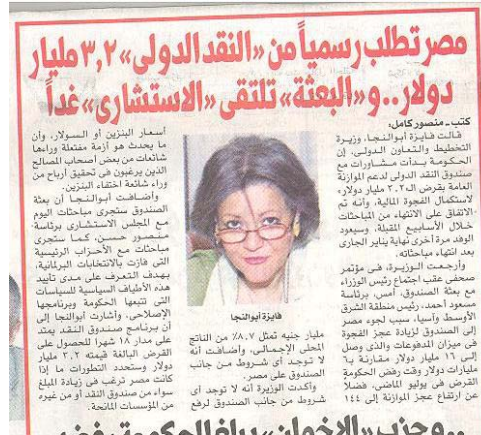 مصر تطلب رسمياً من «النقد الدولى» ٣,٢ مليار
دولار.. و«البعثة» تلتقى «الاستشارى» غداً
كتب ـ منصور كامل:
قالت فايزة أبوالنجا، وزيرة
التخطيط والتعاون الدولى، إن
الحكومة بدأت مشاورات مع
صندوق النقد الدولى لدعم الموازنة
العامة بقرض الـ٣.٢ مليار دولار،
لاستكمال الفجوة المالية، وأنه تم
الاتفاق على الانتهاء من المباحثات
خلال الأسابيع المقبلة، وسيعود
الوفد مرة أخرى نهاية يناير الجارى
بعد انتهاء مباحثاته.
وأرجعت الوزيرة، فى مؤتمر
صحفى عقب اجتماع رئيس الوزراء
مع بعثة الصندوق، أمس، برئاسة
مسعود أحمد، رئيس منطقة الشرق
الأوسط وآسيا، سبب لجوء مصر
إلى الصندوق لزيادة عجز الفجوة
فى ميزان المدفوعات والذى وصل
إلى ١٦ مليار دولار مقارنة بـ٦
مليارات دولار وقت رفض الحكومة
القرض فى يوليو الماضى، فضلاً
عن ارتفاع عجز الموازنة إلى ١٤٤
فايزة أبوالنجا
مليار جنيه تمثل ٨.٧٪ من الناتج
المحلى الإجمالى، وأضافت أنه
لا توجد أى شروط من جانب
الصندوق على مصر.
وأكدت الوزيرة أنه لا توجد أى
شروط من جانب الصندوق لرفع
أسعار البنزين أو السولار، وأن
ما يحدث هو أزمة مفتعلة وراءها
شائعات من بعض أصحاب المصالح
الذين يرغبون فى تحقيق أرباح من
وراء شائعة اختفاء البنزين.
وأضافت أبوالنجا أن بعثة
الصندوق ستجرى مباحثات اليوم
مع المجلس الاستشارى برئاسة
منصور حسن، كما ستجرى
مباحثات مع الأحزاب الرئيسية
التى فازت بالانتخابات البرلمانية،
بهدف التعرف على مدى تأييد
هذه الأطياف السياسية للسياسات
التى تتبعها الحكومة وبرنامجها
الإصلاحى، وأشارت أبوالنجا إلى
أن برنامج صندوق النقد يمتد
على مدار ١٨ شهراً للحصول على
القرض البالغة قيمته ٣.٢ مليار
دولار وستحدد التطورات ما إذا
كانت مصر ترغب فى زيادة المبلغ
سواء من صندوق النقد أو من غيره
من المؤسسات المانحة.